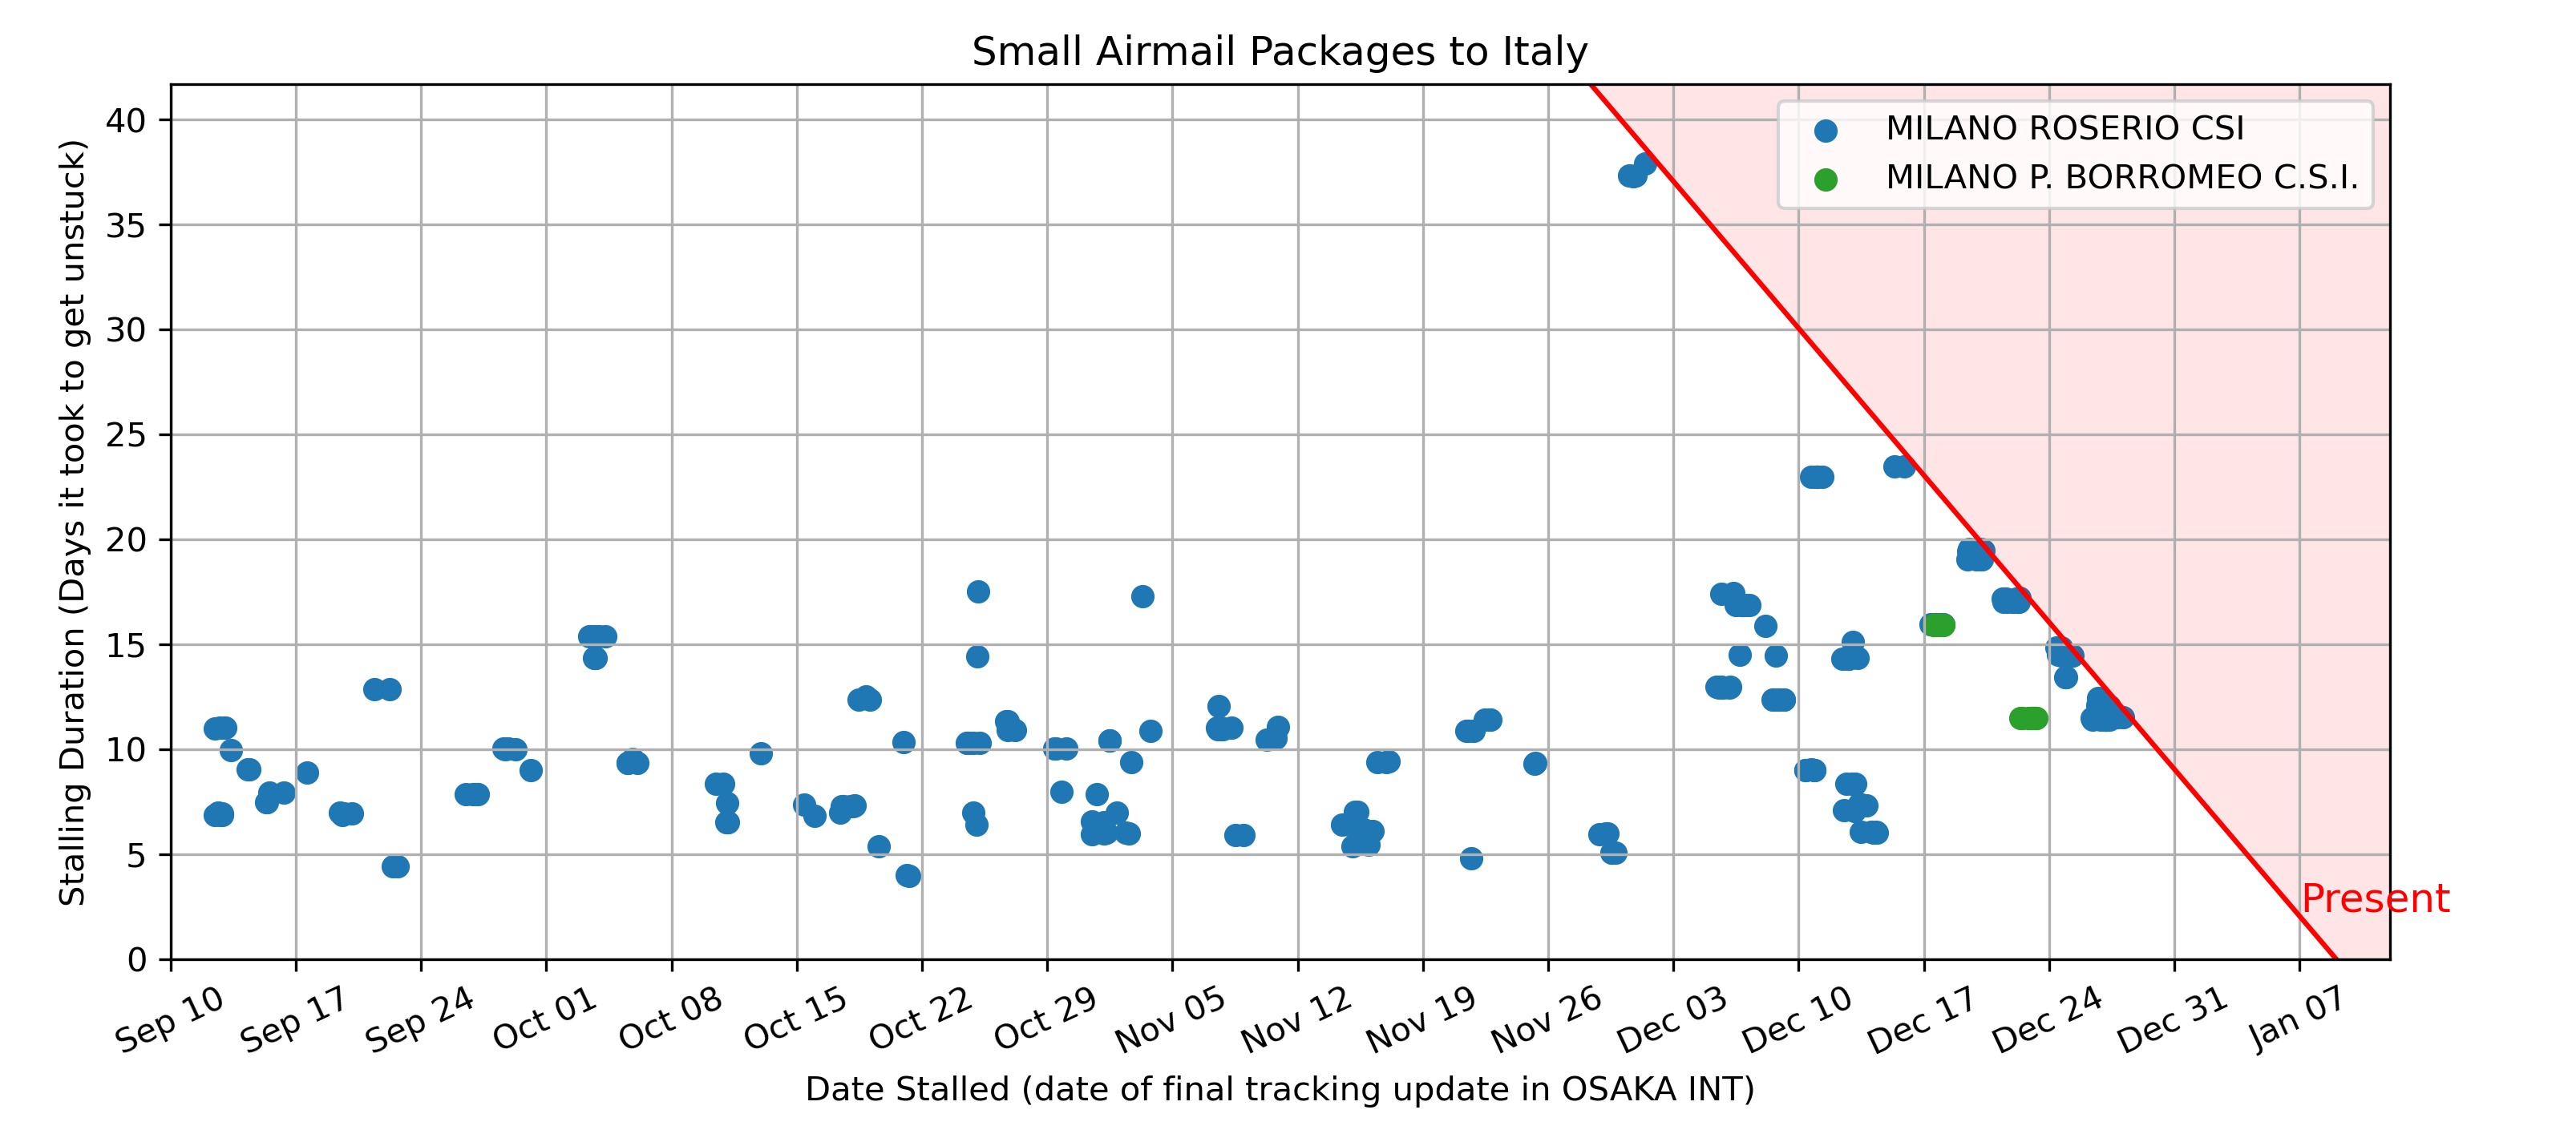 Small Airmail Packages to Italy
MILANO ROSERIO CSI
MILANO P. BORROMEO C.S.I.
Stalling Duration (Days it took to get unstuck)
40
35
30
25
20
15
10
5
0
Present
Sep 10
Sep 17
Sep 24
Oct 01
Oct 08
Oct 15
Oct 22
Oct 29
Nov 05
Nov 12
Nov 19
Nov 26
Dec 03
Dec 10
Dec 17
Dec 24
Dec 31
Jan 07
Date Stalled (date of final tracking update in OSAKA INT)